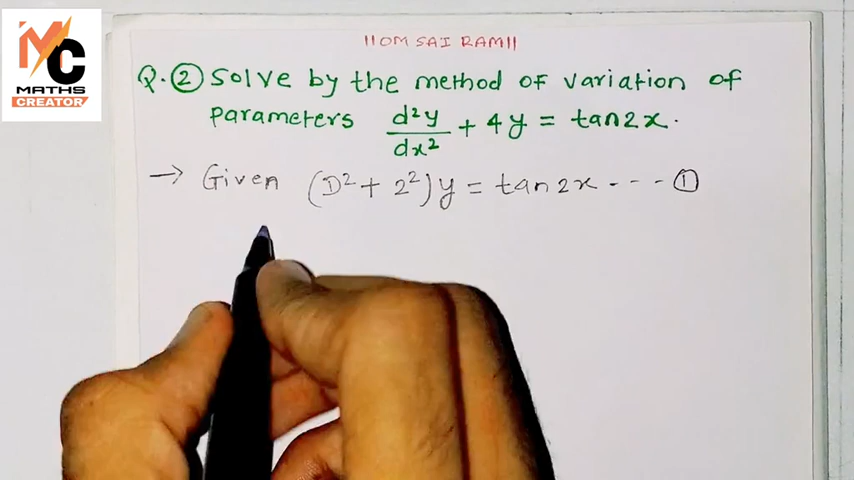 MC
MATHS
CREATOR
||OM SAI RAM||
Q.② Solve by the method of variation of
parameters d²y/dx² + 4y = tan2x.
→ Given (D² + 2²)y = tan2x - - - ①